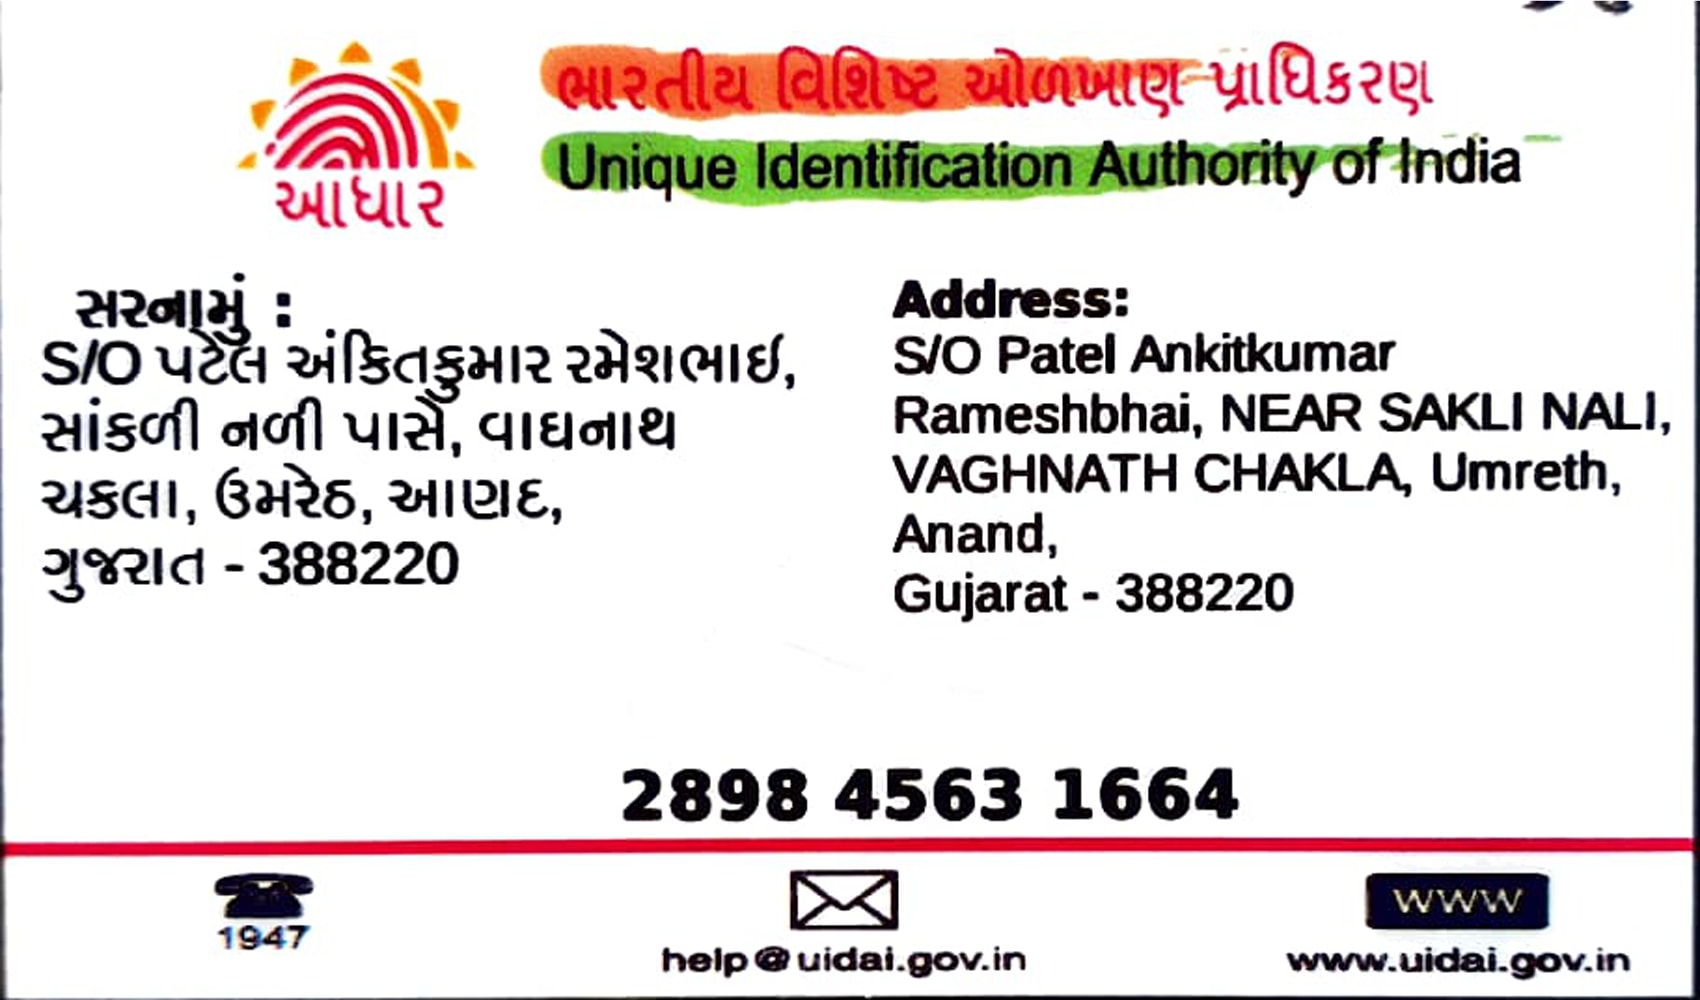 ભારતીય વિશિષ્ટ ઓળખાણ પ્રાધિકરણ
Unique Identification Authority of India
આધાર
સરનામું :
S/O પટેલ અંકિતકુમાર રમેશભાઈ,
સાંકળી નળી પાસે, વાઘનાથ
ચકલા, ઉમરેઠ, આણંદ,
ગુજરાત - 388220
Address:
S/O Patel Ankitkumar
Rameshbhai, NEAR SAKLI NALI,
VAGHNATH CHAKLA, Umreth,
Anand,
Gujarat - 388220
2898 4563 1664
1947
help@uidai.gov.in
www
www.uidai.gov.in